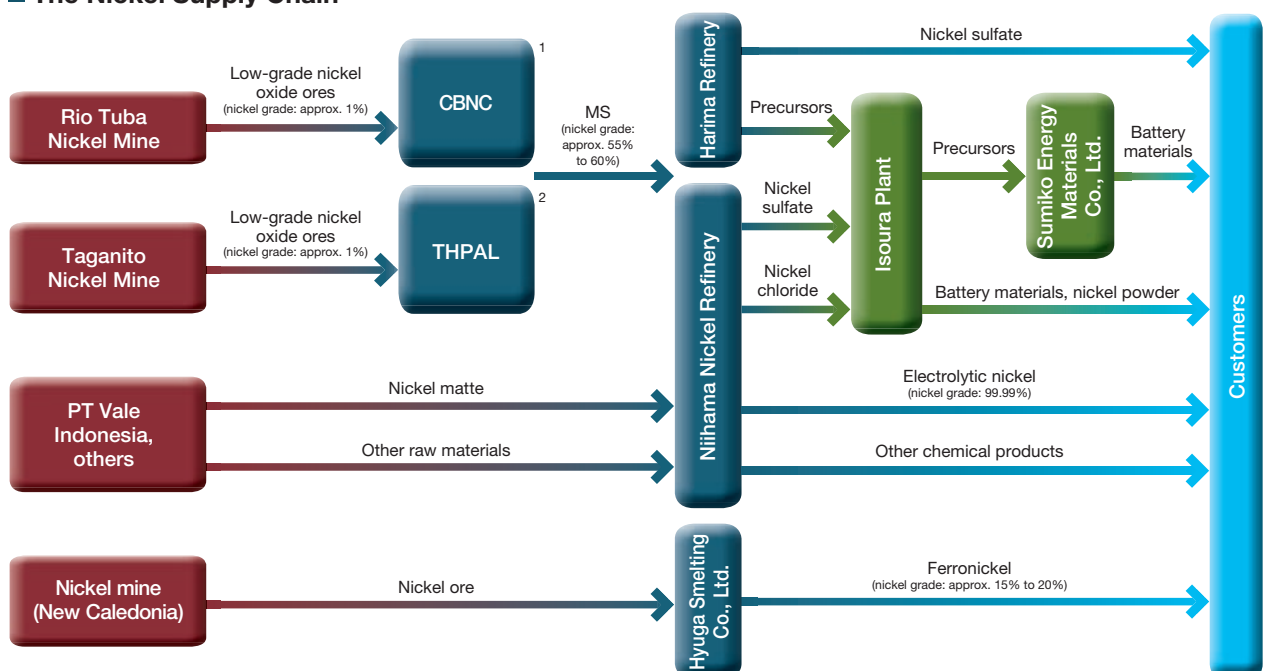 The Nickel Supply Chain
Rio Tuba
Nickel Mine
Low-grade nickel
oxide ores
(nickel grade: approx. 1%)
CBNC
1
MS
(nickel grade:
approx. 55%
to 60%)
Taganito
Nickel Mine
Low-grade nickel
oxide ores
(nickel grade: approx. 1%)
THPAL
2
PT Vale
Indonesia,
others
Nickel matte
Other raw materials
Nickel mine
(New Caledonia)
Nickel ore
Harima Refinery
Nickel sulfate
Precursors
Niihama Nickel Refinery
Nickel
sulfate
Nickel
chloride
Isoura Plant
Precursors
Sumiko Energy
Materials
Co., Ltd.
Battery
materials
Battery materials, nickel powder
Electrolytic nickel
(nickel grade: 99.99%)
Other chemical products
Hyuga Smelting
Co., Ltd.
Ferronickel
(nickel grade: approx. 15% to 20%)
Customers